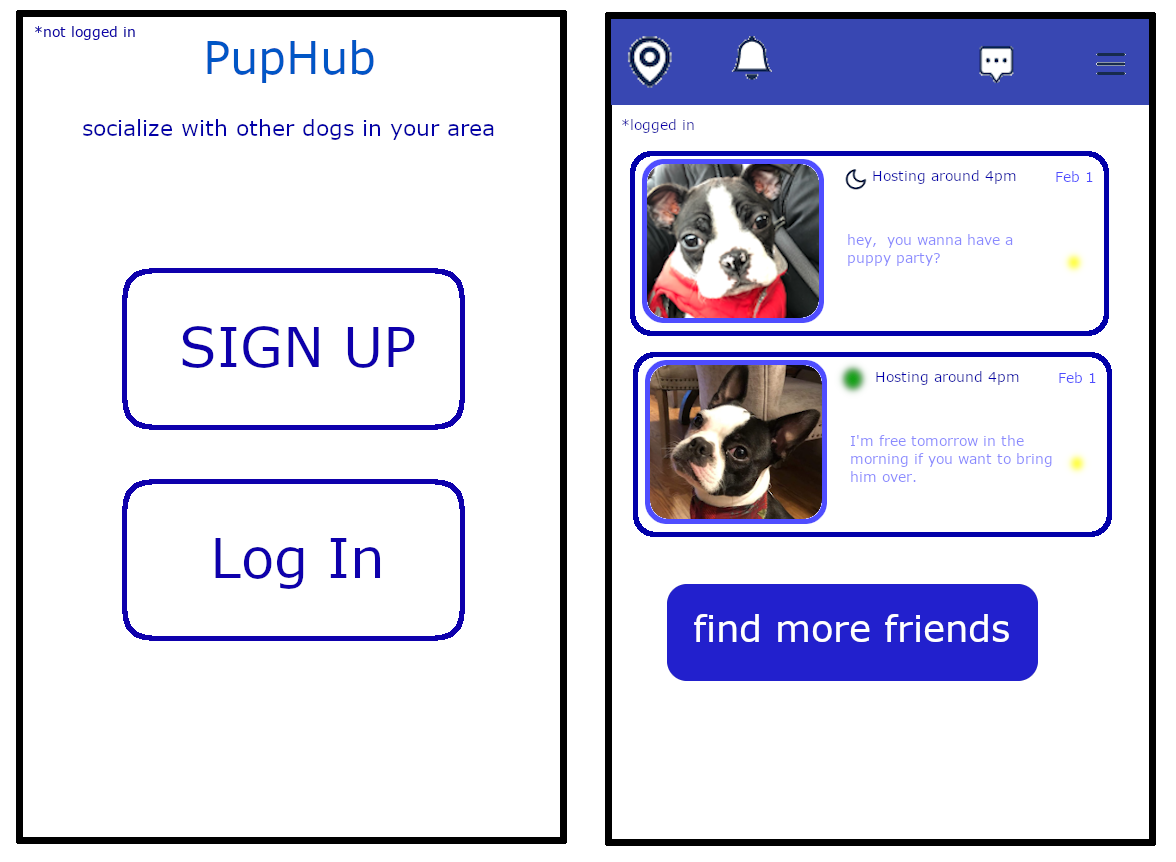 *not logged in
PupHub
socialize with other dogs in your area
SIGN UP
Log In
*logged in
Hosting around 4pm
Feb 1
hey,  you wanna have a
puppy party?
Hosting around 4pm
Feb 1
I'm free tomorrow in the
morning if you want to bring
him over.
find more friends